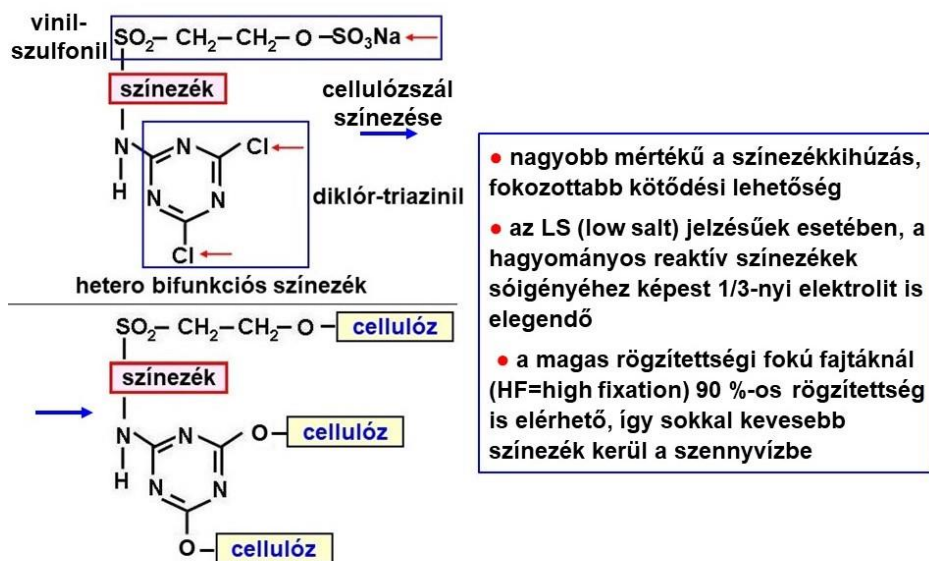 vinil-
szulfonil
SO₂– CH₂–CH₂– O –SO₃Na
színezék
cellulózszál
színezése
N
H
N
N
N
Cl
Cl
diklór-triazinil
hetero bifunkciós színezék
SO₂– CH₂–CH₂– O – cellulóz
színezék
N
H
N
N
N
O– cellulóz
O– cellulóz
● nagyobb mértékű a színezékkihúzás,
fokozottabb kötődési lehetőség
● az LS (low salt) jelzésűek esetében, a
hagyományos reaktív színezékek
sóigényéhez képest 1/3-nyi elektrolit is
elegendő
● a magas rögzítettségi fokú fajtáknál
(HF=high fixation) 90 %-os rögzítettség
is elérhető, így sokkal kevesebb
színezék kerül a szennyvízbe